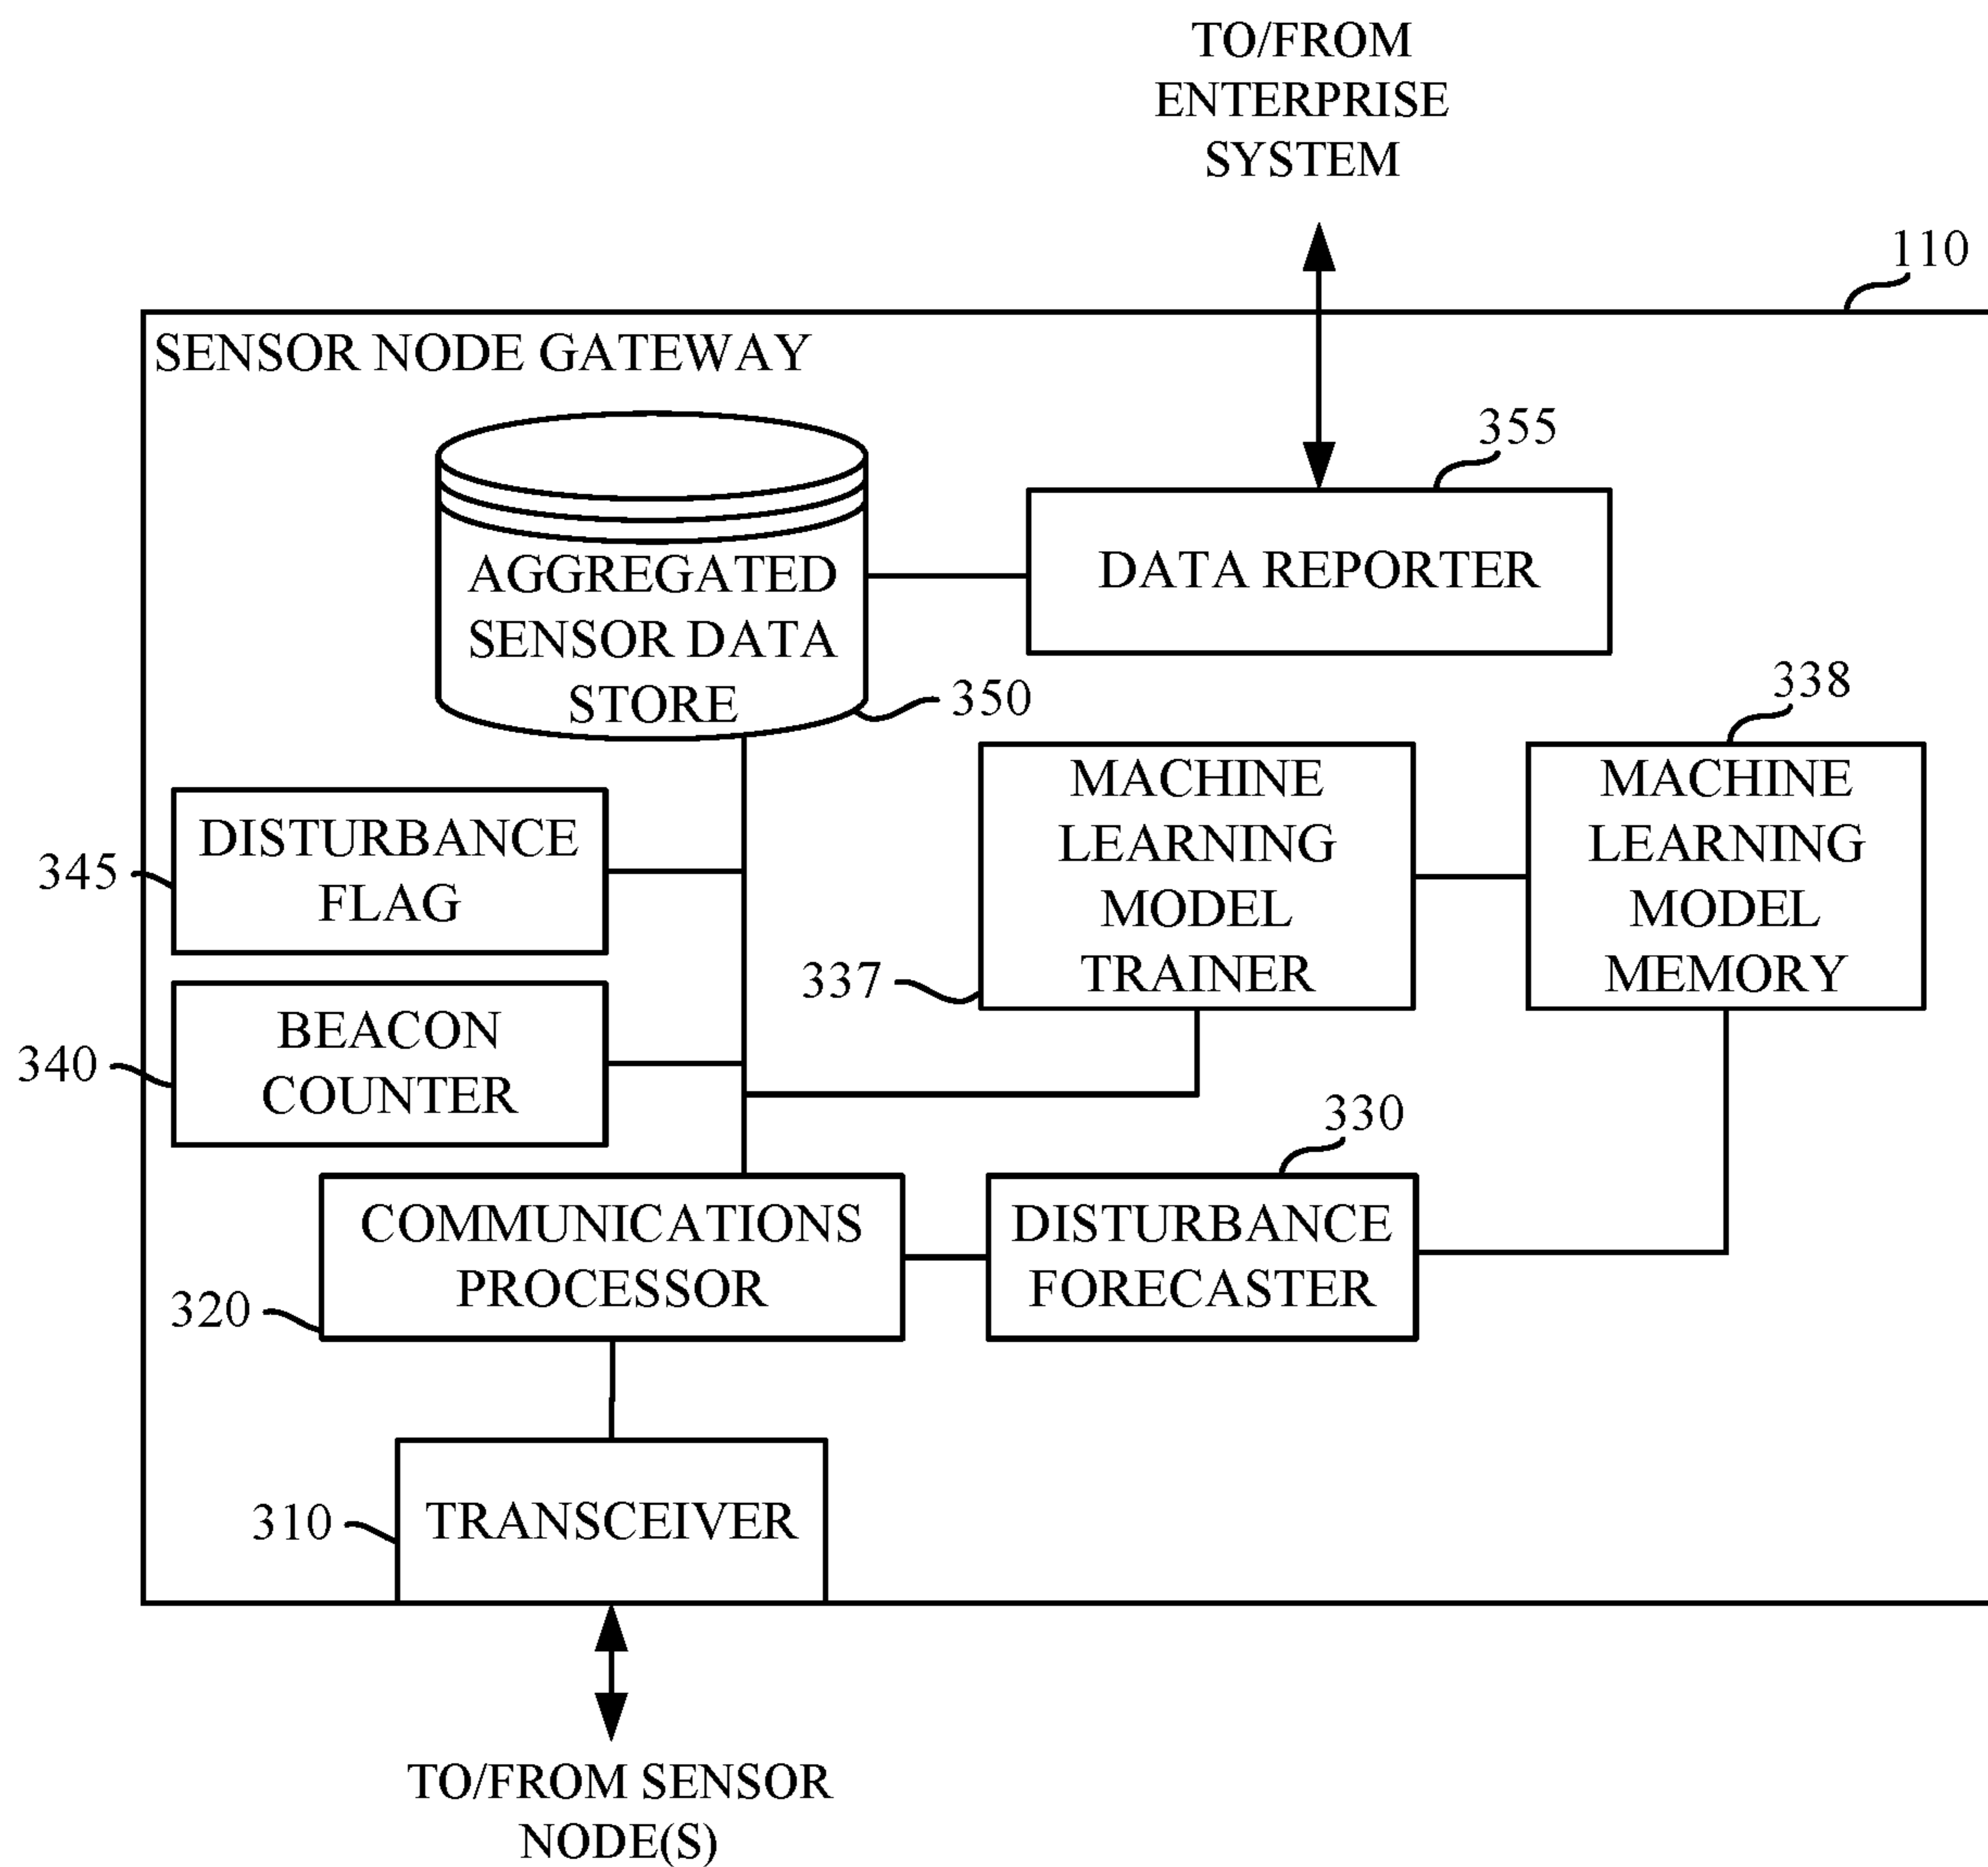 TO/FROM
ENTERPRISE
SYSTEM
110
SENSOR NODE GATEWAY
355
AGGREGATED
SENSOR DATA
STORE
DATA REPORTER
350
338
MACHINE
LEARNING
MODEL
TRAINER
MACHINE
LEARNING
MODEL
MEMORY
DISTURBANCE
FLAG
345
337
BEACON
COUNTER
340
330
COMMUNICATIONS
PROCESSOR
DISTURBANCE
FORECASTER
320
310
TRANSCEIVER
TO/FROM SENSOR
NODE(S)